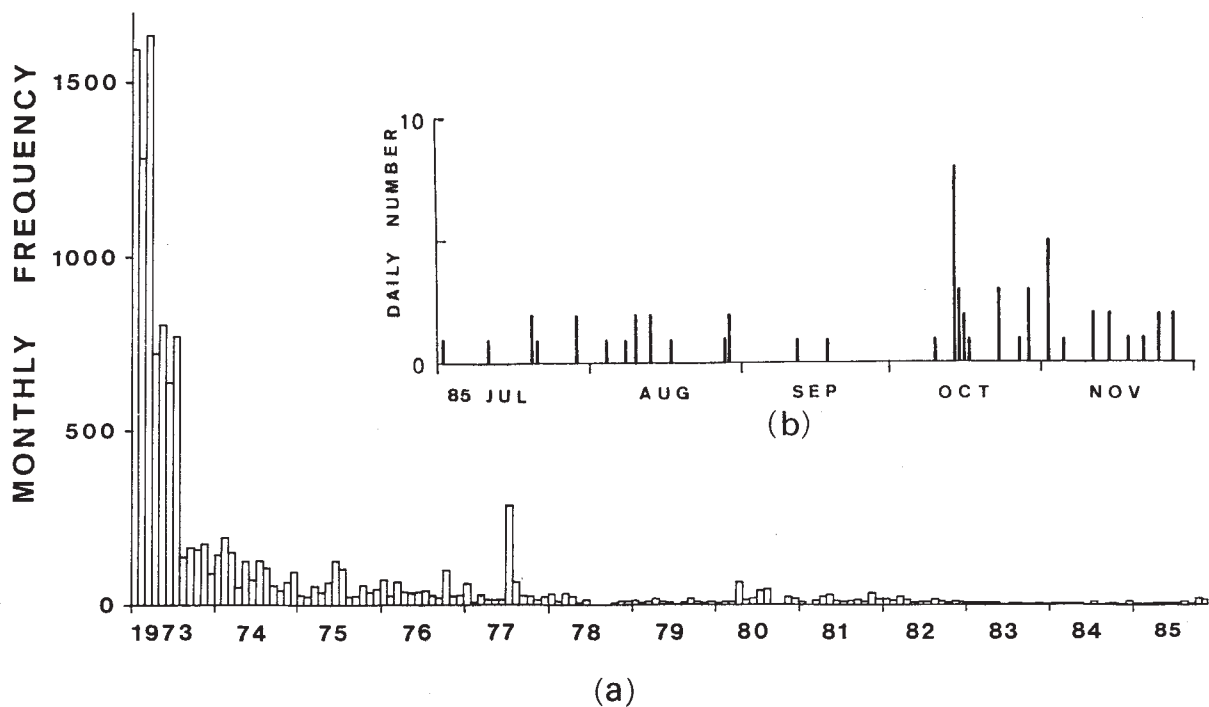 MONTHLY FREQUENCY
1500
1000
500
0
1973 74 75 76 77 78 79 80 81 82 83 84 85
(a)
DAILY NUMBER
10
0
85 JUL AUG SEP OCT NOV
(b)